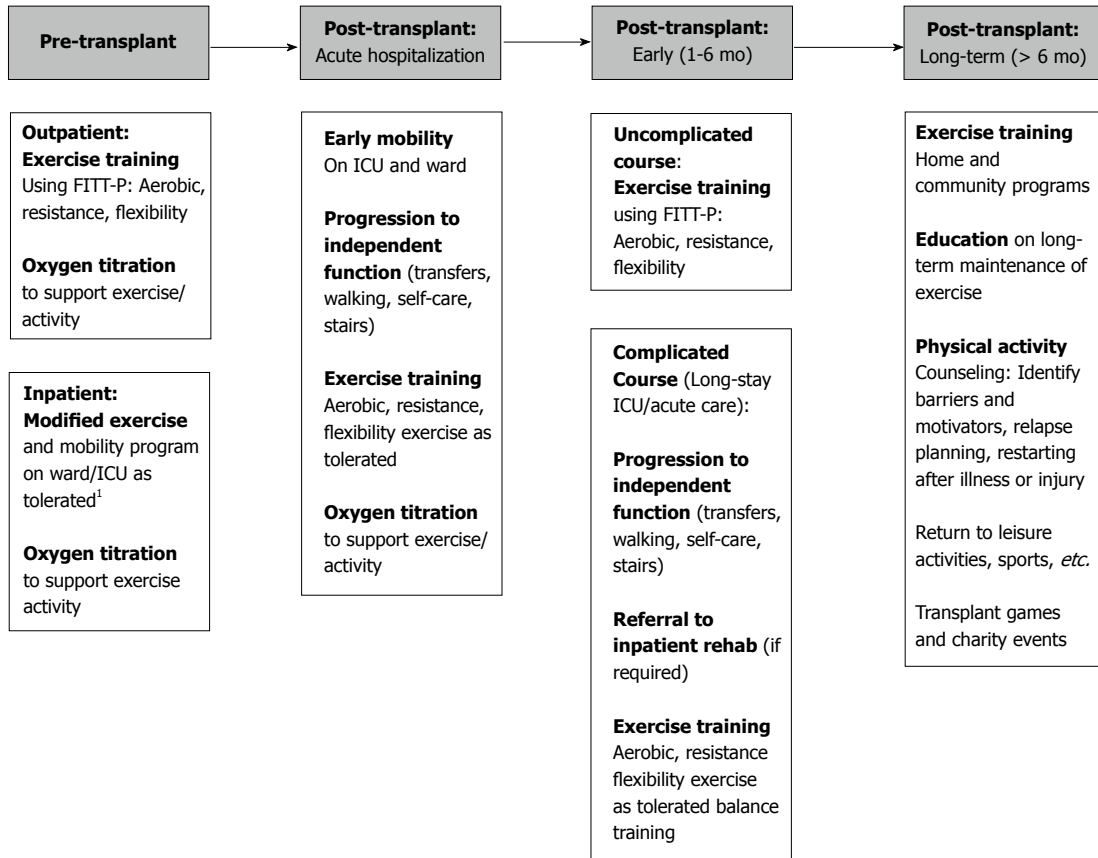 Pre-transplant
Post-transplant:
Acute hospitalization
Post-transplant:
Early (1-6 mo)
Post-transplant:
Long-term (> 6 mo)
Outpatient:
Exercise training
Using FITT-P: Aerobic,
resistance, flexibility
Oxygen titration
to support exercise/
activity
Inpatient:
Modified exercise
and mobility program
on ward/ICU as
tolerated1
Oxygen titration
to support exercise
activity
Early mobility
On ICU and ward
Progression to
independent
function (transfers,
walking, self-care,
stairs)
Exercise training
Aerobic, resistance,
flexibility exercise as
tolerated
Oxygen titration
to support exercise/
activity
Uncomplicated
course:
Exercise training
using FITT-P:
Aerobic, resistance,
flexibility
Complicated
Course (Long-stay
ICU/acute care):
Progression to
independent
function (transfers,
walking, self-care,
stairs)
Referral to
inpatient rehab (if
required)
Exercise training
Aerobic, resistance
flexibility exercise
as tolerated balance
training
Exercise training
Home and
community programs
Education on long-
term maintenance of
exercise
Physical activity
Counseling: Identify
barriers and
motivators, relapse
planning, restarting
after illness or injury
Return to leisure
activities, sports, etc.
Transplant games
and charity events